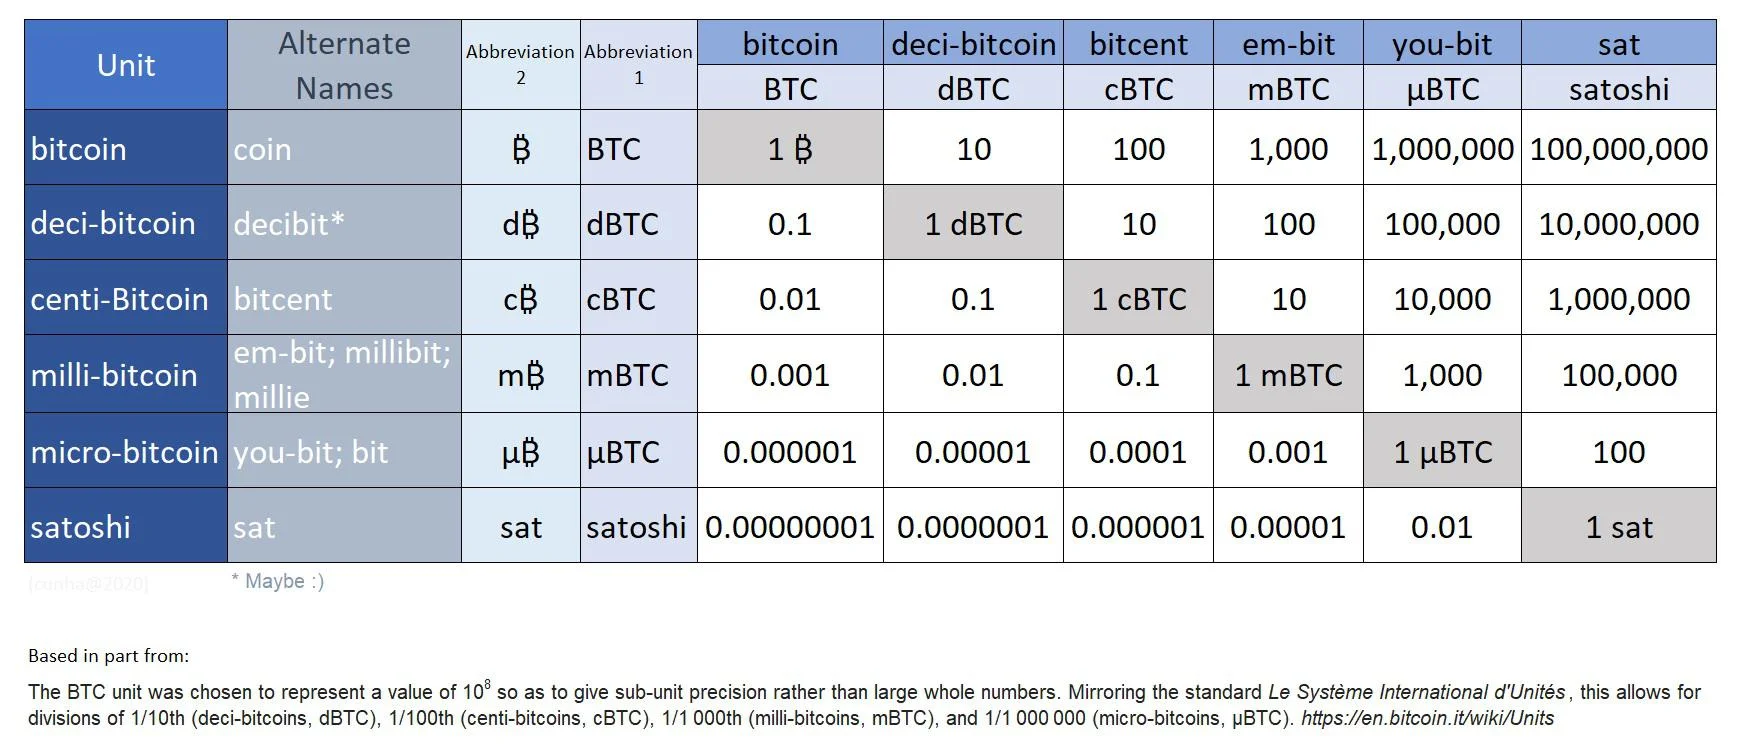 Unit Alternate Names Abbreviation 2 Abbreviation 1 bitcoin deci-bitcoin bitcent em-bit you-bit sat
BTC dBTC cBTC mBTC µBTC satoshi
bitcoin coin ₿ BTC 1 ₿ 10 100 1,000 1,000,000 100,000,000
deci-bitcoin decibit* d₿ dBTC 0.1 1 dBTC 10 100 100,000 10,000,000
centi-Bitcoin bitcent c₿ cBTC 0.01 0.1 1 cBTC 10 10,000 1,000,000
milli-bitcoin em-bit; millibit; millie m₿ mBTC 0.001 0.01 0.1 1 mBTC 1,000 100,000
micro-bitcoin you-bit; bit µ₿ µBTC 0.000001 0.00001 0.0001 0.001 1 µBTC 100
satoshi sat sat satoshi 0.00000001 0.0000001 0.000001 0.00001 0.01 1 sat
(cunha@2020) * Maybe :)
Based in part from:
The BTC unit was chosen to represent a value of 10⁸ so as to give sub-unit precision rather than large whole numbers. Mirroring the standard Le Système International d'Unités, this allows for
divisions of 1/10th (deci-bitcoins, dBTC), 1/100th (centi-bitcoins, cBTC), 1/1 000th (milli-bitcoins, mBTC), and 1/1 000 000 (micro-bitcoins, µBTC). https://en.bitcoin.it/wiki/Units